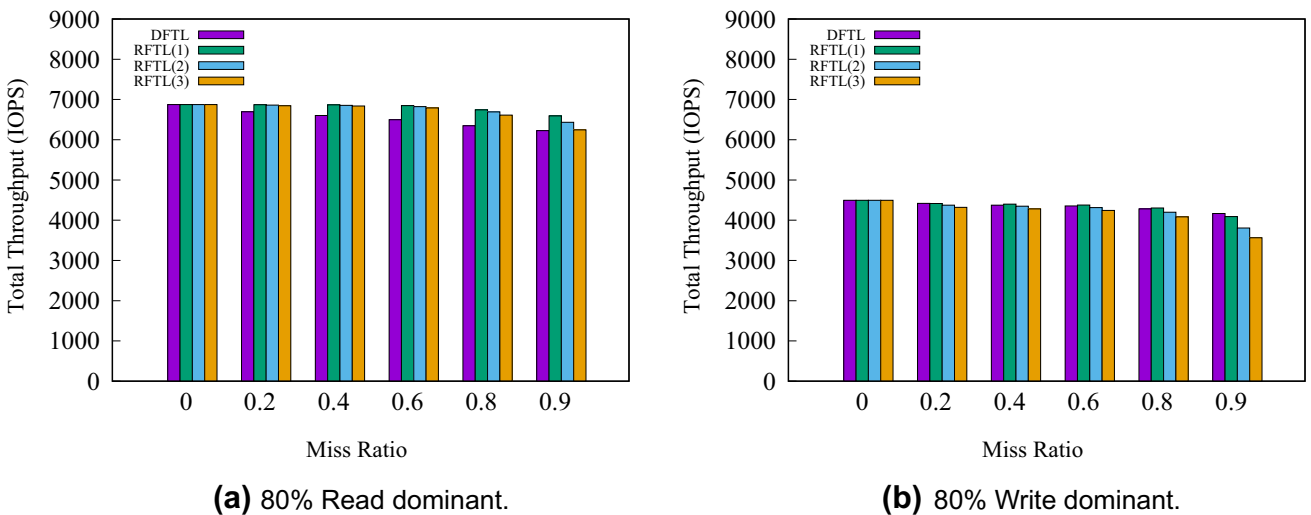 9000
8000
7000
6000
5000
4000
3000
2000
1000
0
Total Throughput (IOPS)
DFTL
RFTL(1)
RFTL(2)
RFTL(3)
0 0.2 0.4 0.6 0.8 0.9
Miss Ratio
(a) 80% Read dominant.
9000
8000
7000
6000
5000
4000
3000
2000
1000
0
Total Throughput (IOPS)
DFTL
RFTL(1)
RFTL(2)
RFTL(3)
0 0.2 0.4 0.6 0.8 0.9
Miss Ratio
(b) 80% Write dominant.